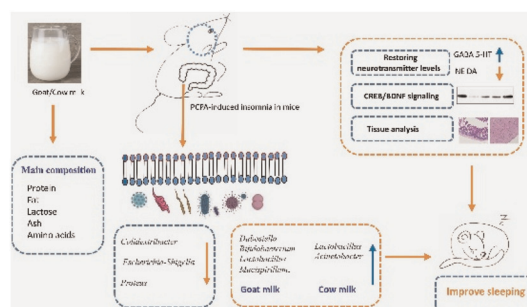 Goat/Cow milk
PCPA-induced insomnia in mice
Restoring
neurotransmitter levels
GABA 5-HT
NE DA
CREB/BDNF signaling
Tissue analysis
Main composition
Protein
Fat
Lactose
Ash
Amino acids
Escherichia-Shigella
Proteus
Lactobacillus
Goat milk
Lactobacillus
Acinetobacter
Cow milk
Improve sleeping